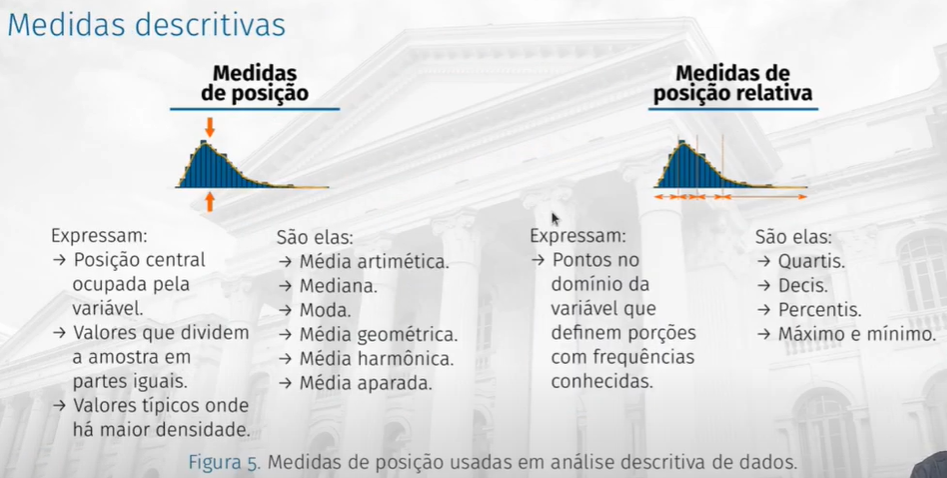 Medidas descritivas
Medidas
de posição
Expressam:
→ Posição central
ocupada pela
variável.
→ Valores que dividem
a amostra em
partes iguais.
→ Valores típicos onde
há maior densidade.
São elas:
→ Média artimética.
→ Mediana.
→ Moda.
→ Média geométrica.
→ Média harmônica.
→ Média aparada.
Medidas de
posição relativa
Expressam:
→ Pontos no
domínio da
variável que
definem porções
com frequências
conhecidas.
São elas:
→ Quartis.
→ Decis.
→ Percentis.
→ Máximo e mínimo.
Figura 5. Medidas de posição usadas em análise descritiva de dados.